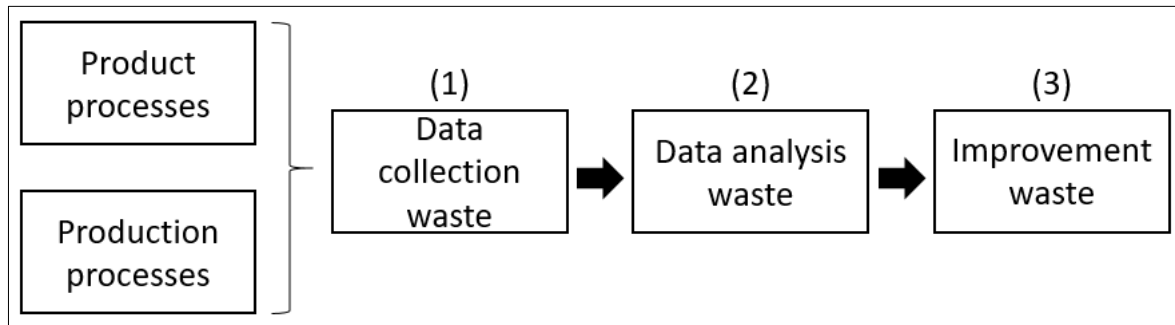 Product
processes
Production
processes
(1)
Data
collection
waste
(2)
Data analysis
waste
(3)
Improvement
waste